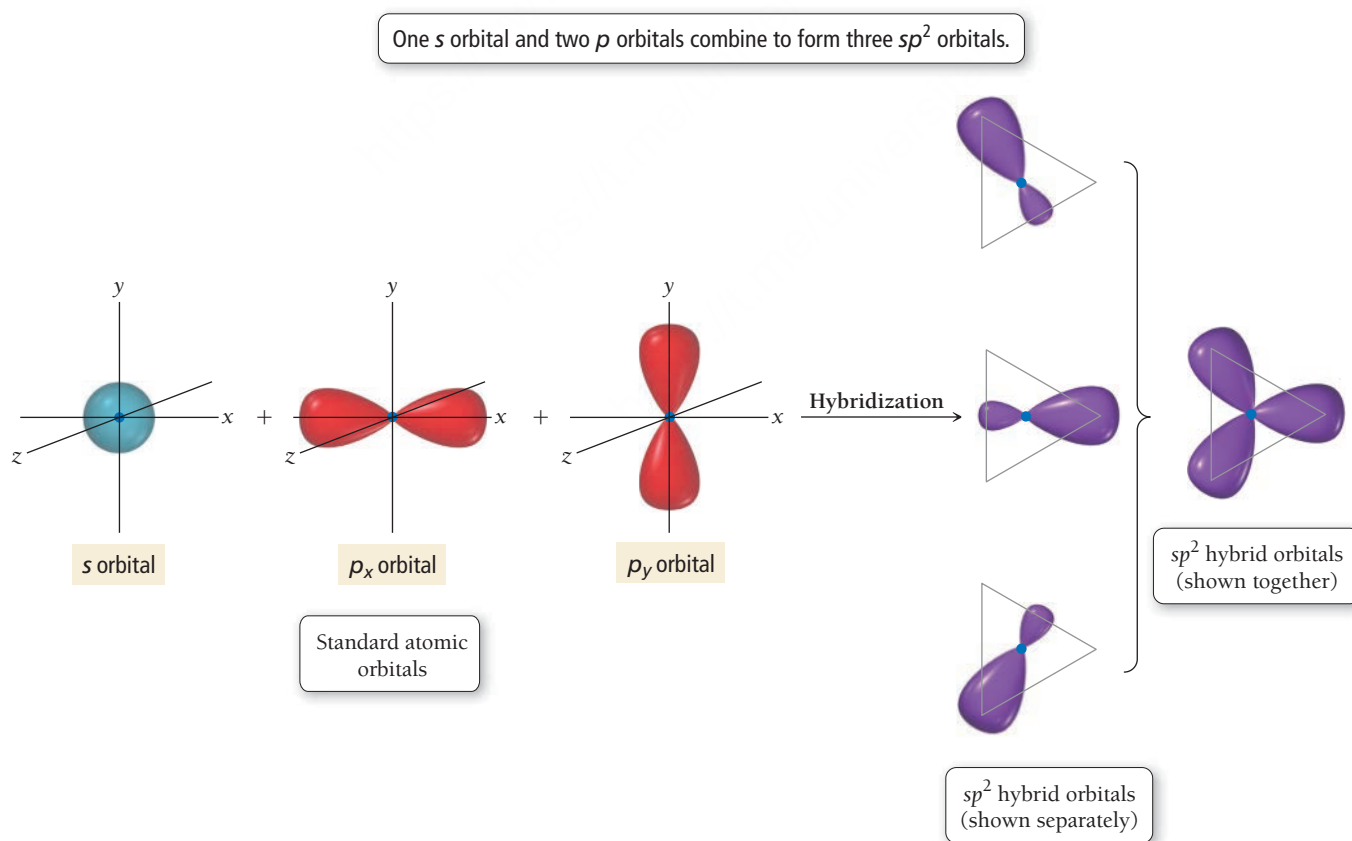 One s orbital and two p orbitals combine to form three sp² orbitals.
y
x
z
+
y
x
z
+
y
x
z
Hybridization
s orbital
pₓ orbital
p_y orbital
Standard atomic
orbitals
sp² hybrid orbitals
(shown together)
sp² hybrid orbitals
(shown separately)